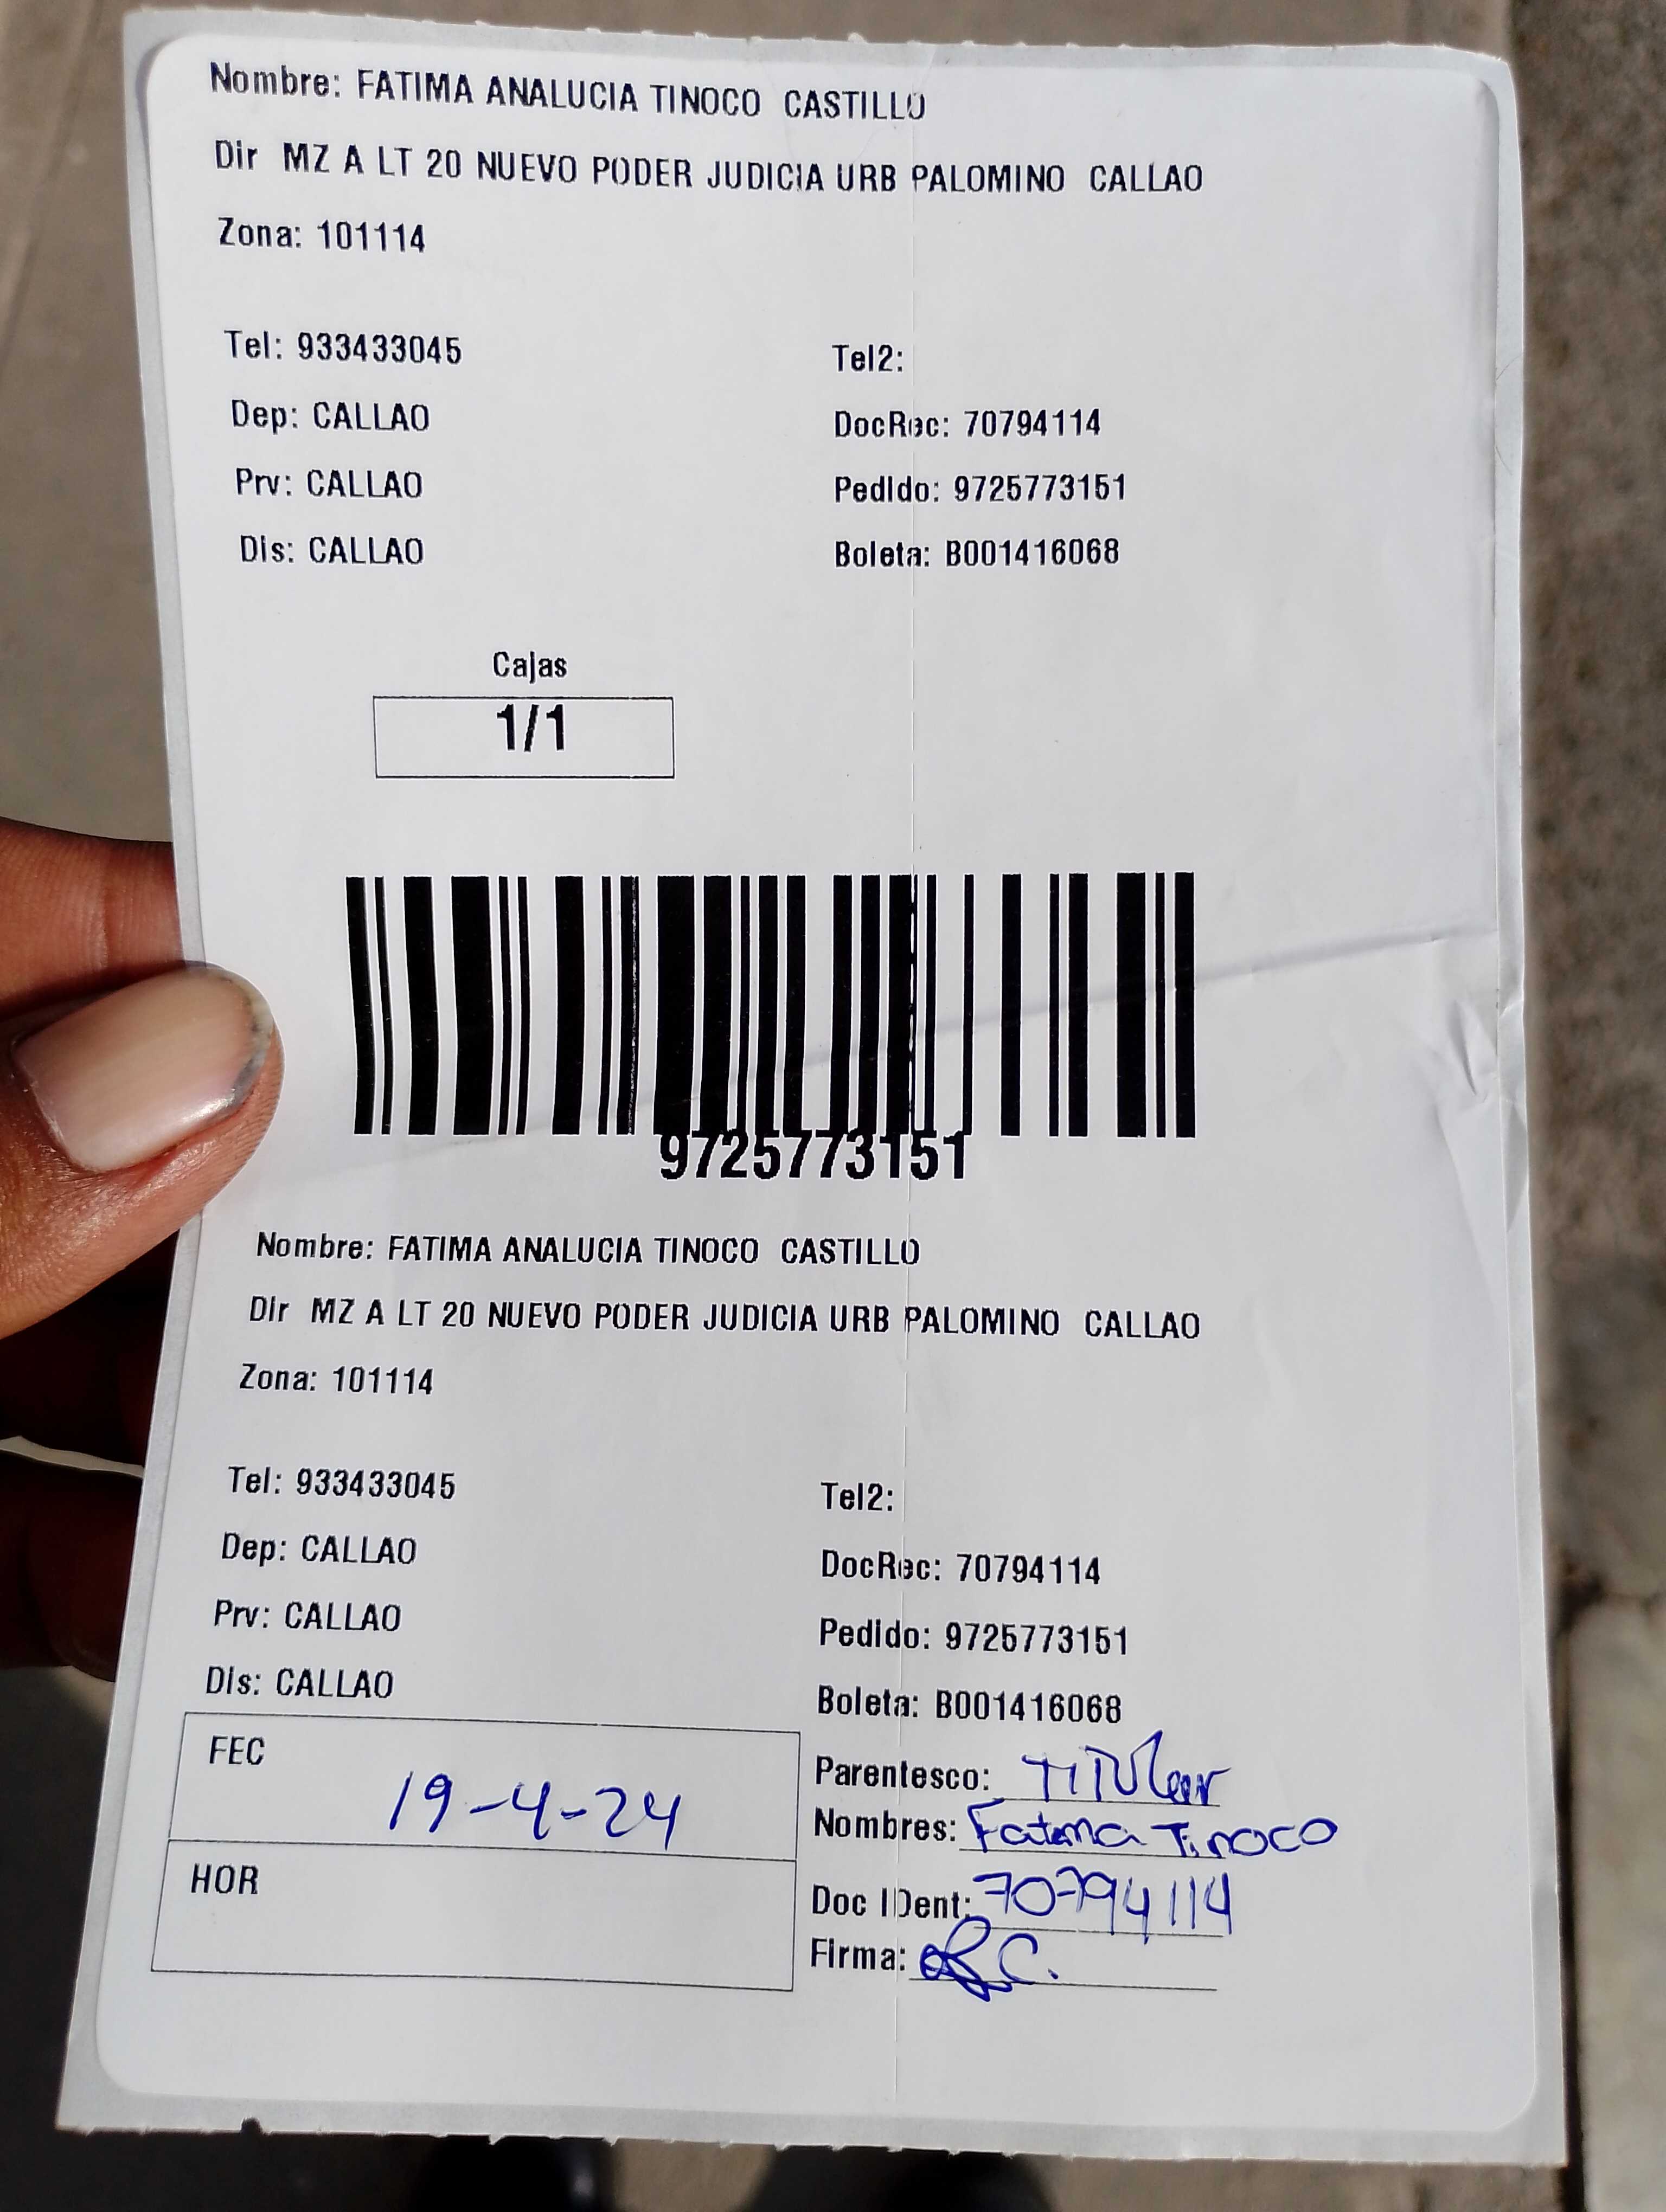 Nombre: FATIMA ANALUCIA TINOCO CASTILLO
Dir MZ A LT 20 NUEVO PODER JUDICIA URB PALOMINO CALLAO
Zona: 101114
Tel: 933433045
Tel2:
Dep: CALLAO
DocRec: 70794114
Prv: CALLAO
Pedido: 9725773151
Dis: CALLAO
Boleta: B001416068
Cajas
1/1
9725773151
Nombre: FATIMA ANALUCIA TINOCO CASTILLO
Dir MZ A LT 20 NUEVO PODER JUDICIA URB PALOMINO CALLAO
Zona: 101114
Tel: 933433045
Tel2:
Dep: CALLAO
DocRec: 70794114
Prv: CALLAO
Pedido: 9725773151
Dis: CALLAO
Boleta: B001416068
FEC
19-4-24
HOR
Parentesco: TITULar
Nombres: Fatima Tinoco
Doc IDent: 70794114
Firma: